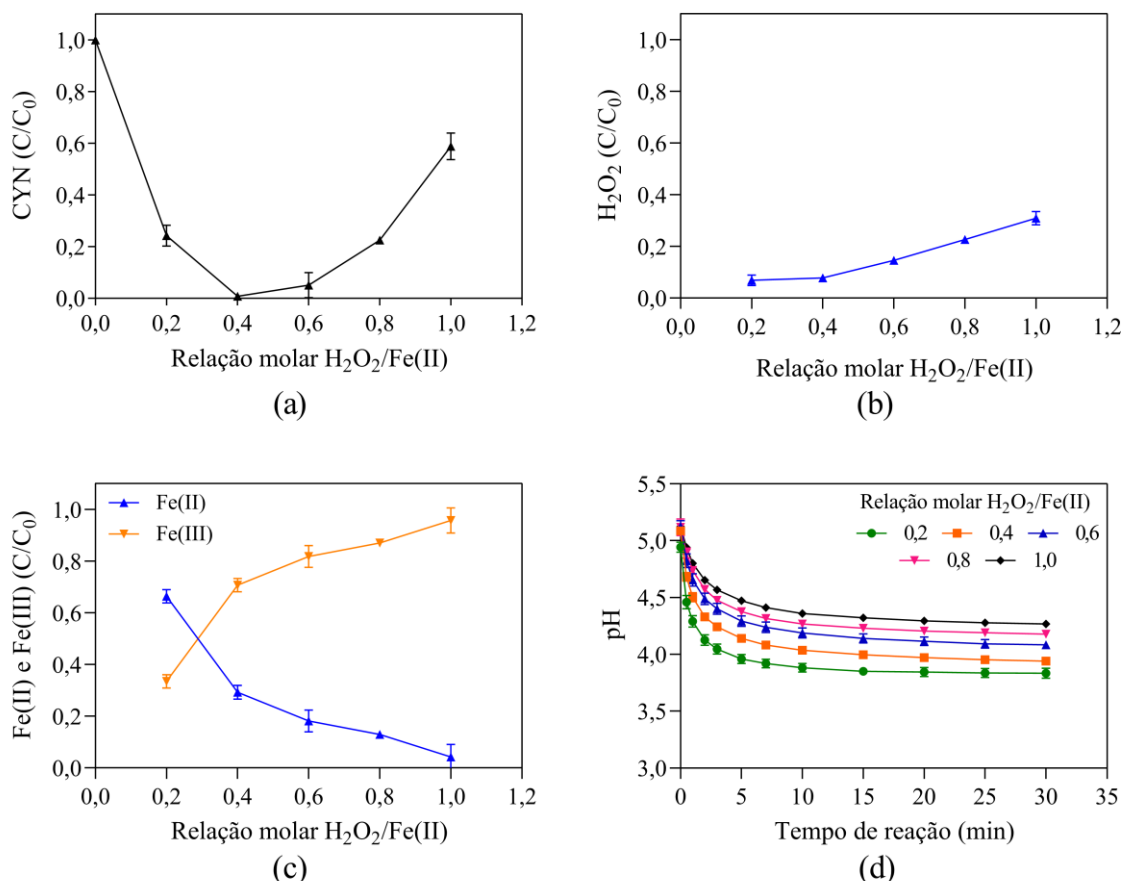 1,0
0,8
0,6
0,4
0,2
0,0
CYN (C/C₀)
0,0 0,2 0,4 0,6 0,8 1,0 1,2
Relação molar H₂O₂/Fe(II)
(a)
1,0
0,8
0,6
0,4
0,2
0,0
H₂O₂ (C/C₀)
0,0 0,2 0,4 0,6 0,8 1,0 1,2
Relação molar H₂O₂/Fe(II)
(b)
Fe(II)
Fe(III)
1,0
0,8
0,6
0,4
0,2
0,0
Fe(II) e Fe(III) (C/C₀)
0,0 0,2 0,4 0,6 0,8 1,0 1,2
Relação molar H₂O₂/Fe(II)
(c)
Relação molar H₂O₂/Fe(II)
0,2 0,4 0,6
0,8 1,0
5,5
5,0
4,5
4,0
3,5
3,0
pH
0 5 10 15 20 25 30 35
Tempo de reação (min)
(d)